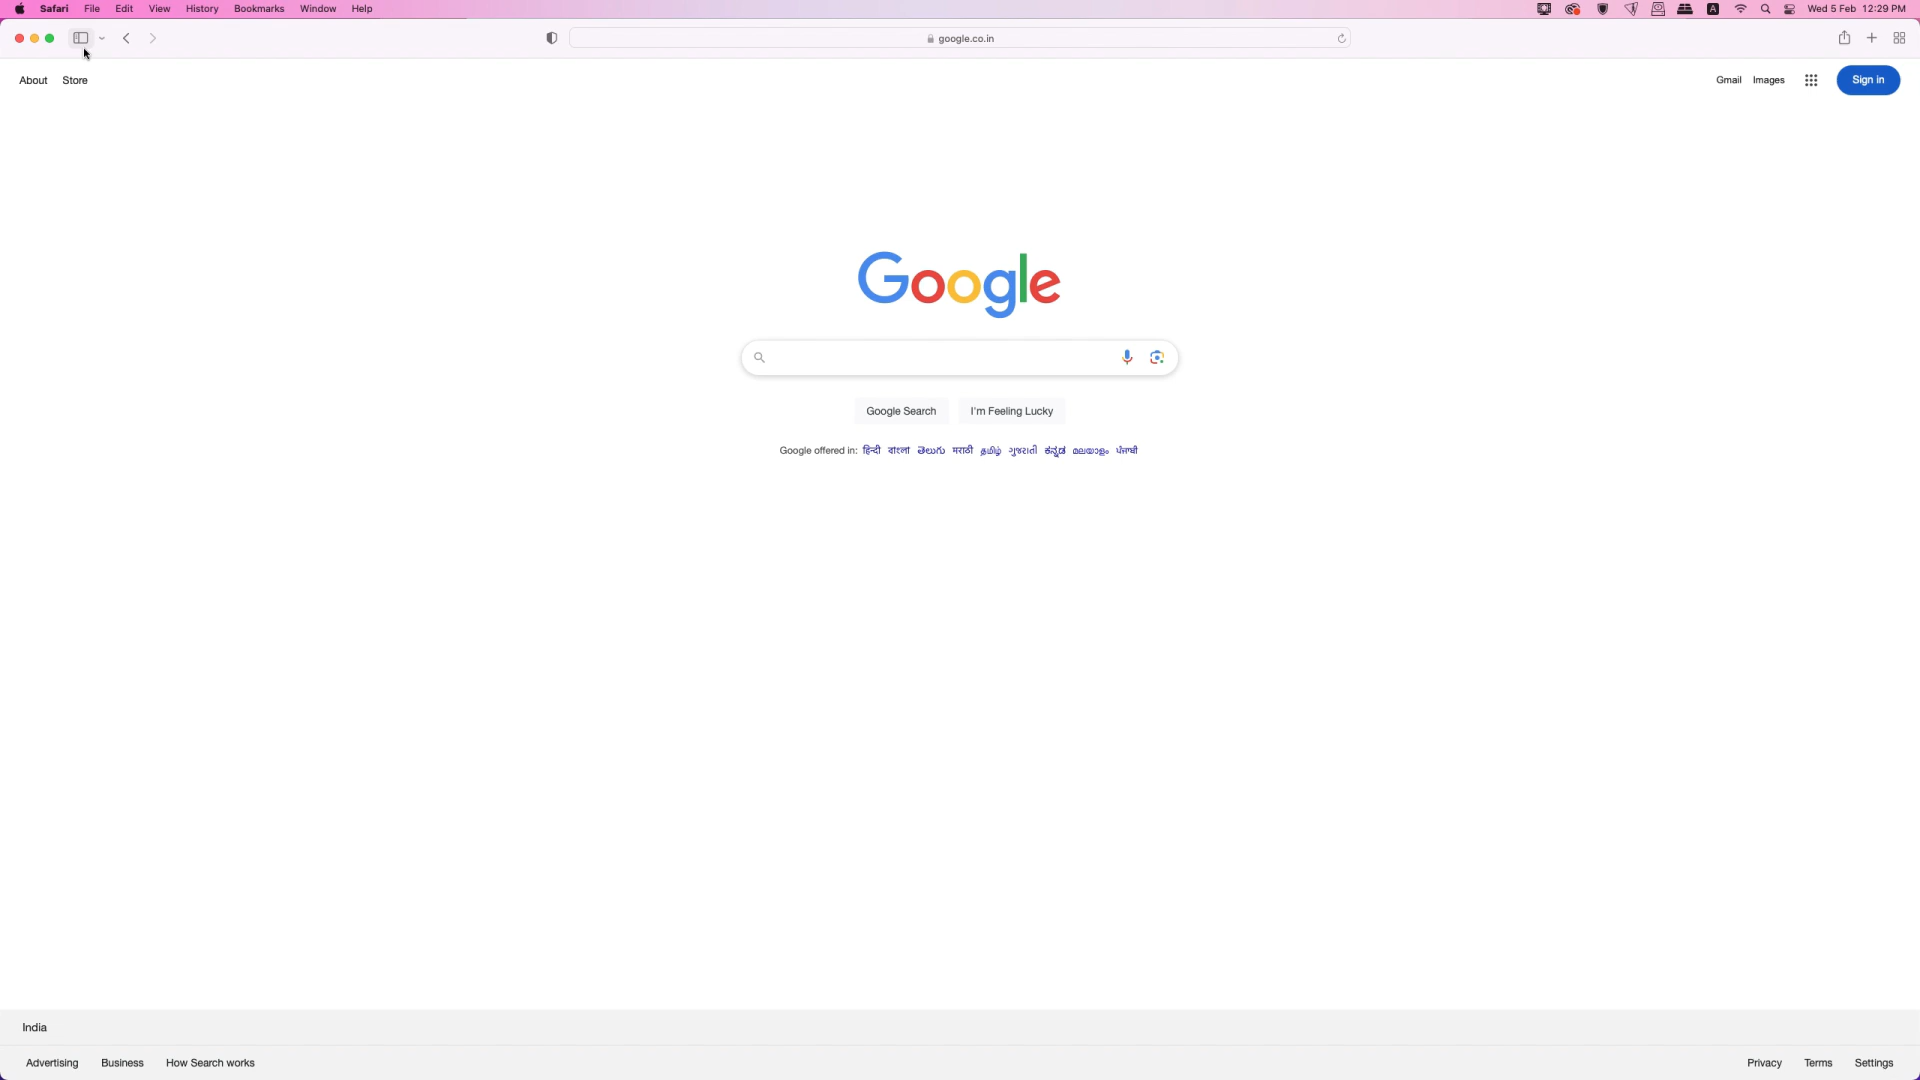 Safari File Edit View History Bookmarks Window Help
A Wed 5 Feb 12:29 PM
google.co.in
About Store
Gmail Images Sign in
Google
Google Search I'm Feeling Lucky
Google offered in: हिन्दी বাংলা తెలుగు मराठी தமிழ் ગુજરાતી ಕನ್ನಡ മലയാളം ਪੰਜਾਬੀ
India
Advertising Business How Search works
Privacy Terms Settings